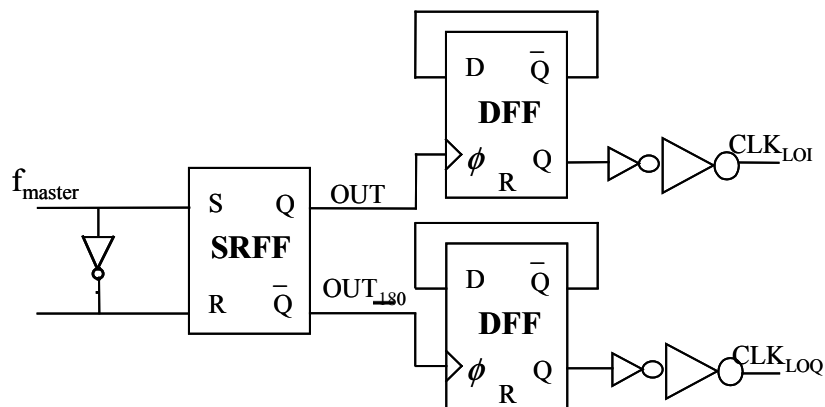 D Q̅
DFF
ϕ Q
R
CLK_LOI
f_master
S Q
OUT
SRFF
R Q̅
OUT_180
D Q̅
DFF
ϕ Q
R
CLK_LOQ